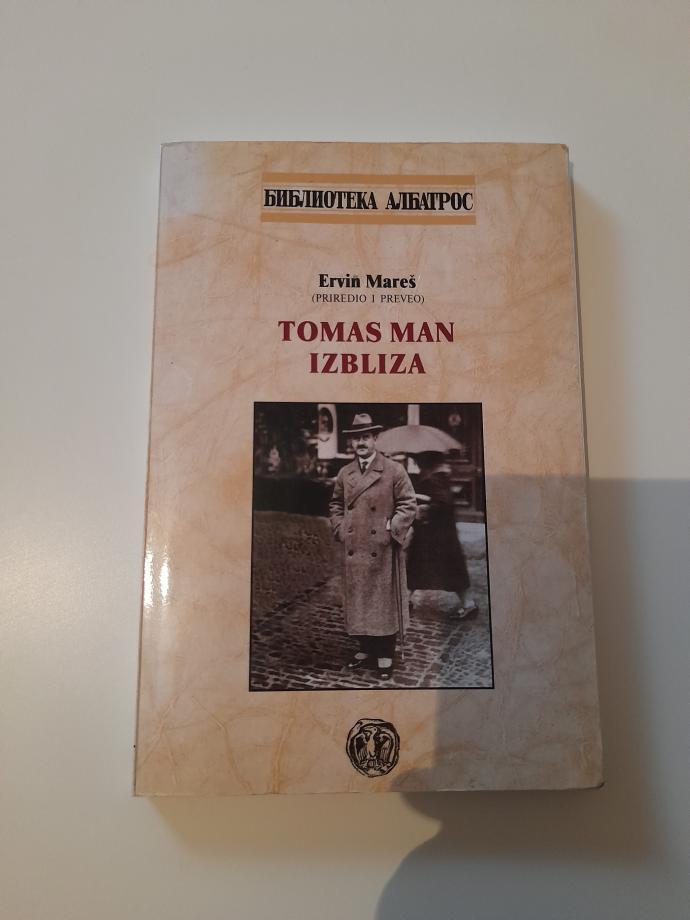 БИБЛИОТЕКА АЛБАТРОС
Ervin Mareš
(PRIREDIO I PREVEO)
TOMAS MAN
IZBLIZA